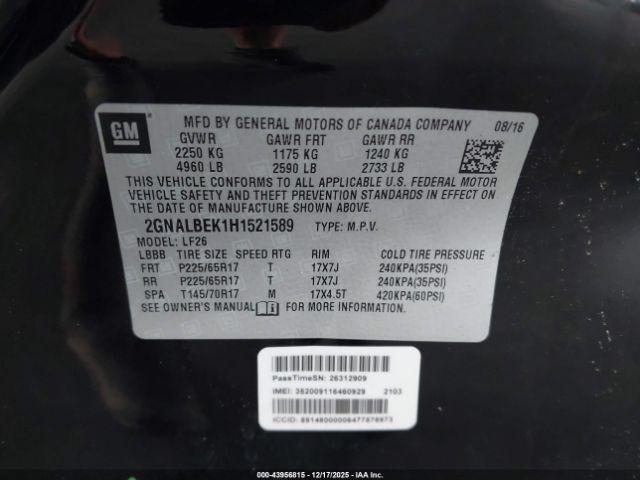 GM
MFD BY GENERAL MOTORS OF CANADA COMPANY 08/16
GVWR GAWR FRT GAWR RR
2250 KG 1175 KG 1240 KG
4960 LB 2590 LB 2733 LB
THIS VEHICLE CONFORMS TO ALL APPLICABLE U.S. FEDERAL MOTOR
VEHICLE SAFETY AND THEFT PREVENTION STANDARDS IN EFFECT ON
THE DATE OF MANUFACTURE SHOWN ABOVE.
2GNALBEK1H1521589 TYPE: M.P.V.
MODEL: LF26
LBBB TIRE SIZE SPEED RTG RIM COLD TIRE PRESSURE
FRT P225/65R17 T 17X7J 240KPA(35PSI)
RR P225/65R17 T 17X7J 240KPA(35PSI)
SPA T145/70R17 M 17X4.5T 420KPA(60PSI)
SEE OWNER'S MANUAL FOR MORE INFORMATION.
PassTimeSN: 26312909
IMEI: 352009116460929 2103
ICCID: 89148000006477878973
(A) 43956815 - 12/17/2025 - IAA Inc.